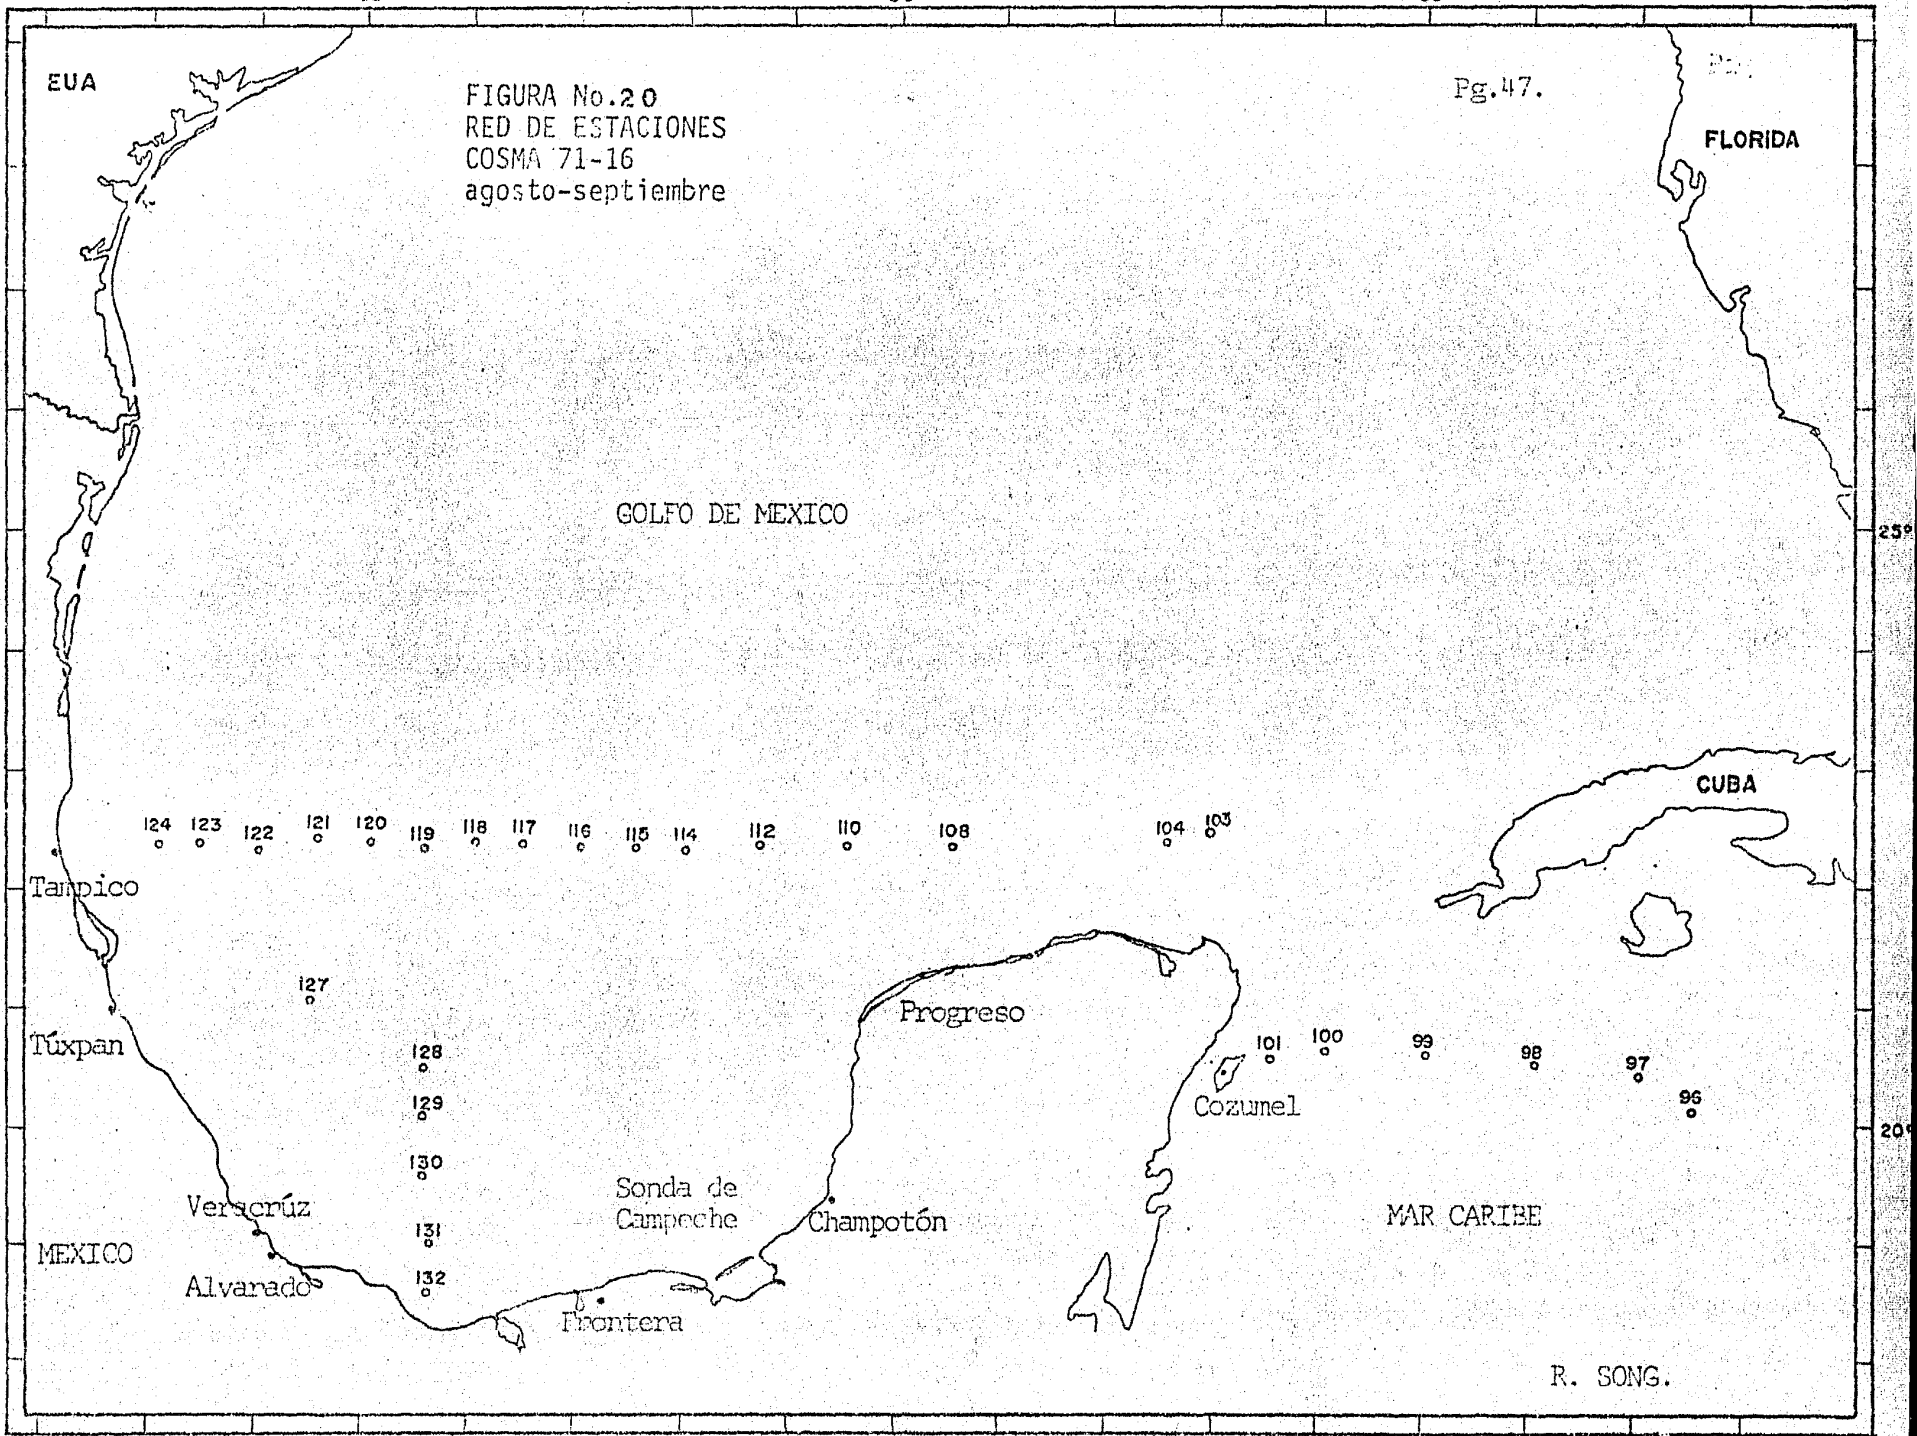 EUA
FIGURA No.20
RED DE ESTACIONES
COSMA 71-16
agosto-septiembre
Pg.47.
FLORIDA
GOLFO DE MEXICO
25°
CUBA
124 123 122 121 120 119 118 117 116 115 114 112 110 108 104 103
Tampico
127
Progreso
Túxpan
128
101 100 99 98 97
96
129
Cozumel
20°
130
Sonda de
Campeche
Veracrúz
Champotón
MAR CARIBE
131
MEXICO
Alvarado
132
Frontera
R. SONG.